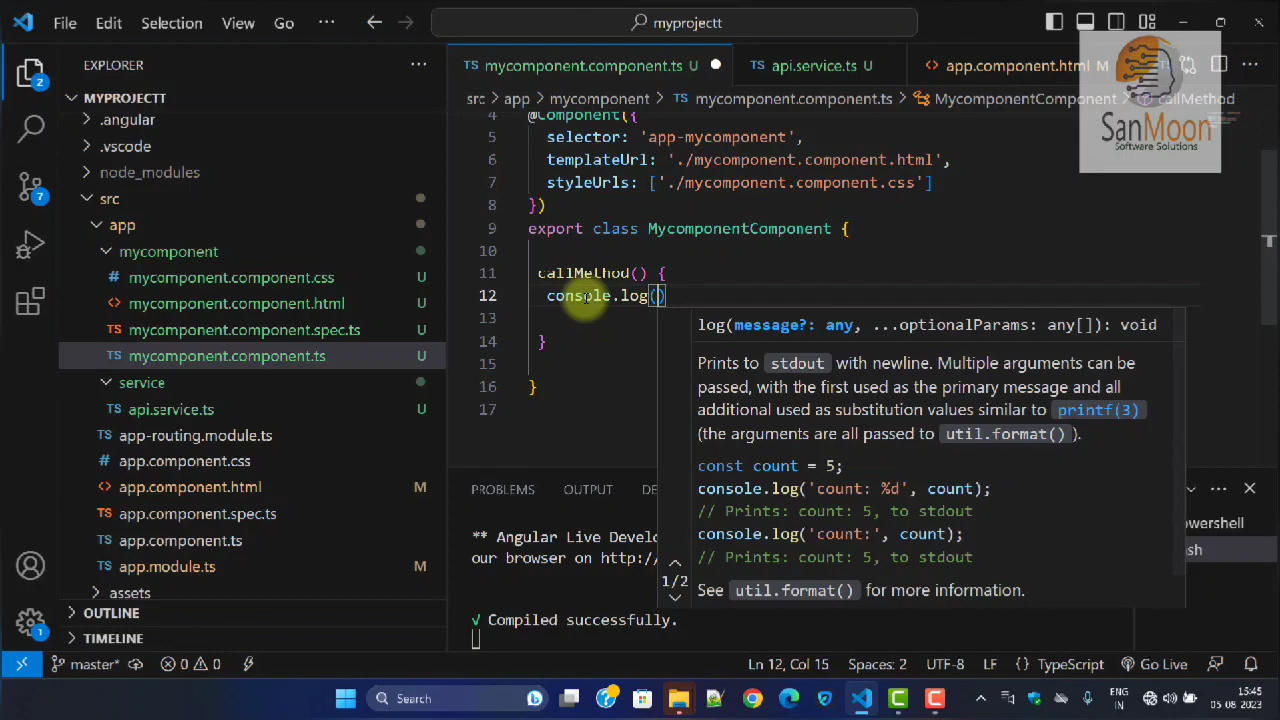 File Edit Selection View Go ··· myprojectt
EXPLORER ···
MYPROJECTT
.angular
.vscode
node_modules
src
app
mycomponent
mycomponent.component.css U
mycomponent.component.html U
mycomponent.component.spec.ts U
mycomponent.component.ts U
service
api.service.ts U
app-routing.module.ts
app.component.css
app.component.html M
app.component.spec.ts
app.component.ts
app.module.ts M
assets
OUTLINE
TIMELINE
2
7
1
TS mycomponent.component.ts U TS api.service.ts U app.component.html M ···
src > app > mycomponent > TS mycomponent.component.ts > MycomponentComponent > callMethod
SanMoon
Software Solutions
4 @Component({
5 selector: 'app-mycomponent',
6 templateUrl: './mycomponent.component.html',
7 styleUrls: ['./mycomponent.component.css']
8 })
9 export class MycomponentComponent {
10
11 callMethod() {
12 console.log()
13
14 }
15
16 }
17
log(message?: any, ...optionalParams: any[]): void
Prints to stdout with newline. Multiple arguments can be
passed, with the first used as the primary message and all
additional used as substitution values similar to printf(3)
(the arguments are all passed to util.format() ).
const count = 5;
console.log('count: %d', count);
// Prints: count: 5, to stdout
console.log('count:', count);
// Prints: count: 5, to stdout
See util.format() for more information.
1/2
PROBLEMS OUTPUT DE ···
** Angular Live Develo
our browser on http:/
√ Compiled successfully.
owershell
ash
master* 0 0 Ln 12, Col 15 Spaces: 2 UTF-8 LF {} TypeScript Go Live
Search
ENG
IN
15:45
05-08-2023